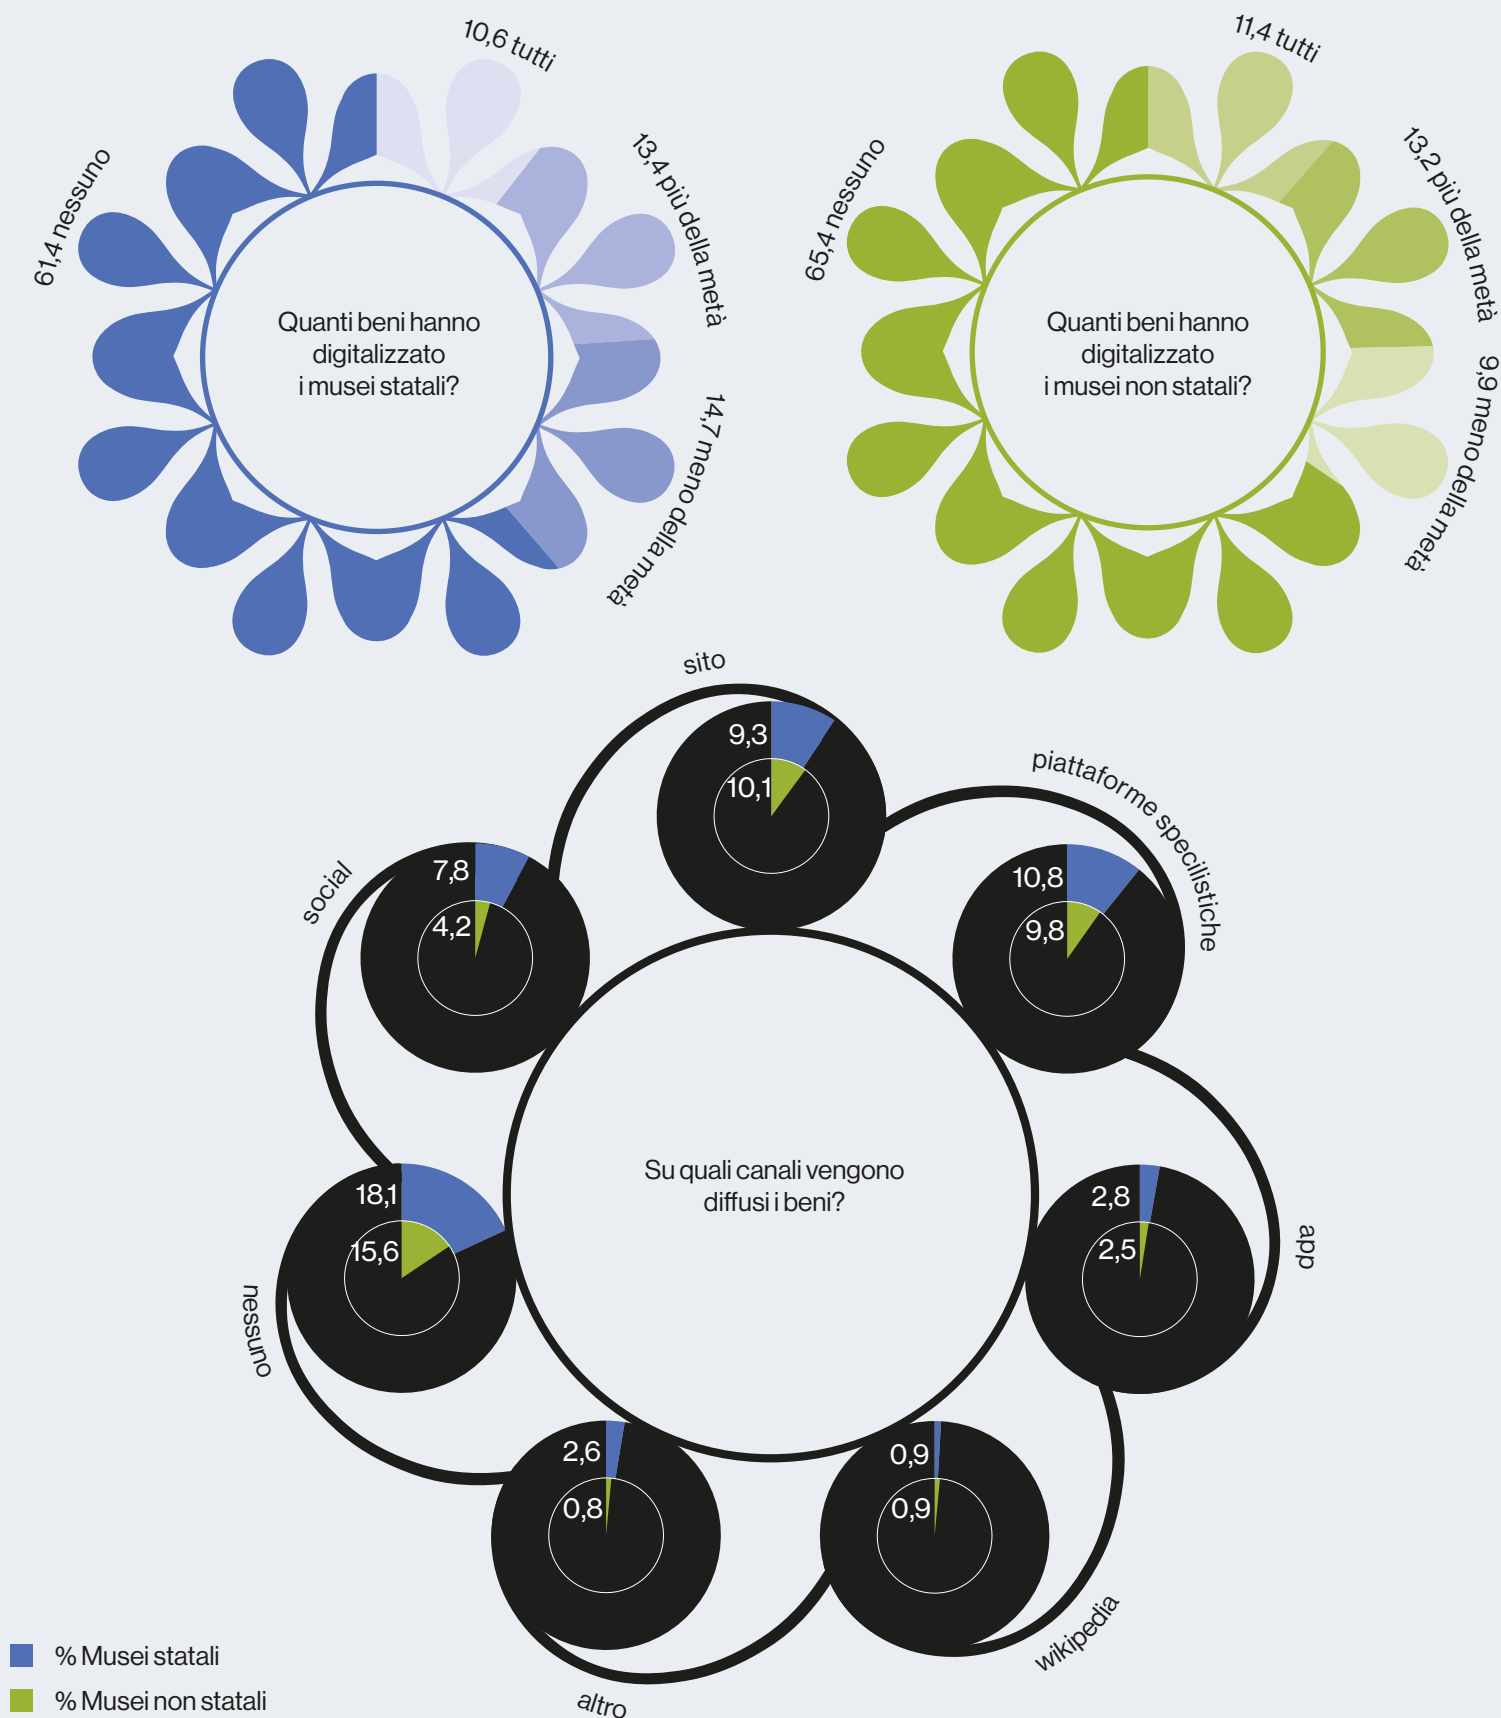 10,6 tutti
13,4 più della metà
14,7 meno della metà
61,4 nessuno
Quanti beni hanno
digitalizzato
i musei statali?
11,4 tutti
13,2 più della metà
9,9 meno della metà
65,4 nessuno
Quanti beni hanno
digitalizzato
i musei non statali?
sito
9,3
10,1
piattaforme specilistiche
10,8
9,8
app
2,8
2,5
wikipedia
0,9
0,9
altro
2,6
0,8
nessuno
18,1
15,6
social
7,8
4,2
Su quali canali vengono
diffusi i beni?
% Musei statali
% Musei non statali